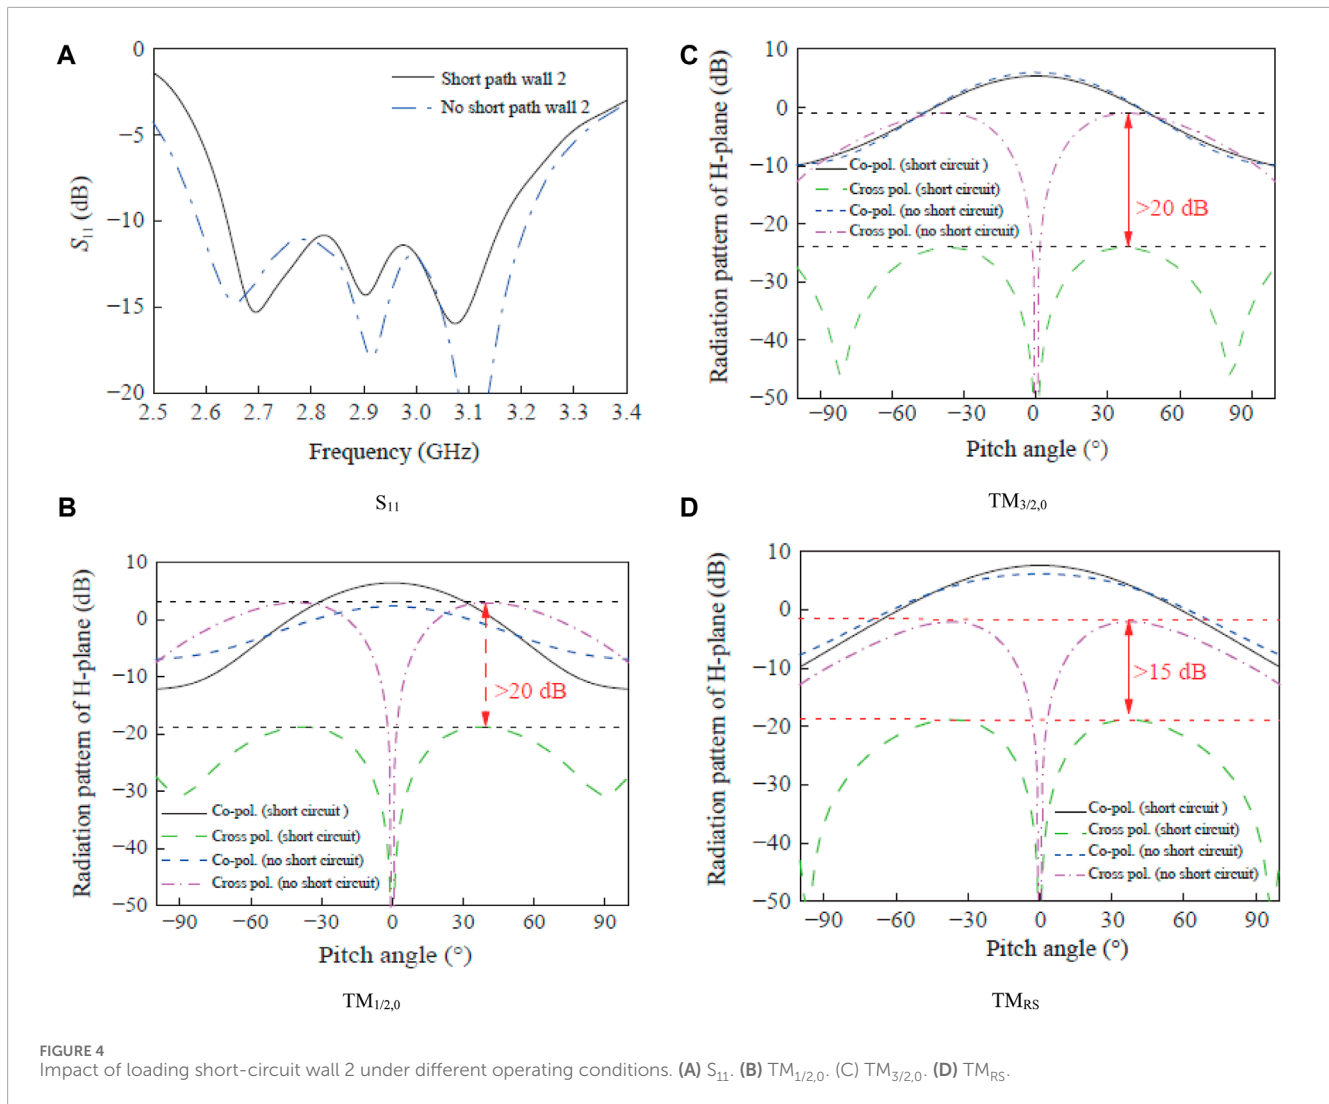 A
0
−5
−10
−15
−20
S11 (dB)
Short path wall 2
No short path wall 2
2.5 2.6 2.7 2.8 2.9 3.0 3.1 3.2 3.3 3.4
Frequency (GHz)
S11
C
10
0
−10
−20
−30
−40
−50
Radiation pattern of H-plane (dB)
Co-pol. (short circuit )
Cross pol. (short circuit)
Co-pol. (no short circuit)
Cross pol. (no short circuit)
>20 dB
−90 −60 −30 0 30 60 90
Pitch angle (°)
TM3/2,0
B
10
0
−10
−20
−30
−40
−50
Radiation pattern of H-plane (dB)
>20 dB
Co-pol. (short circuit )
Cross pol. (short circuit)
Co-pol. (no short circuit)
Cross pol. (no short circuit)
−90 −60 −30 0 30 60 90
Pitch angle (°)
TM1/2,0
D
10
0
−10
−20
−30
−40
−50
Radiation pattern of H-plane (dB)
>15 dB
Co-pol. (short circuit )
Cross pol. (short circuit)
Co-pol. (no short circuit)
Cross pol. (no short circuit)
−90 −60 −30 0 30 60 90
Pitch angle (°)
TMRS
FIGURE 4
Impact of loading short-circuit wall 2 under different operating conditions. (A) S11. (B) TM1/2,0. (C) TM3/2,0. (D) TMRS.